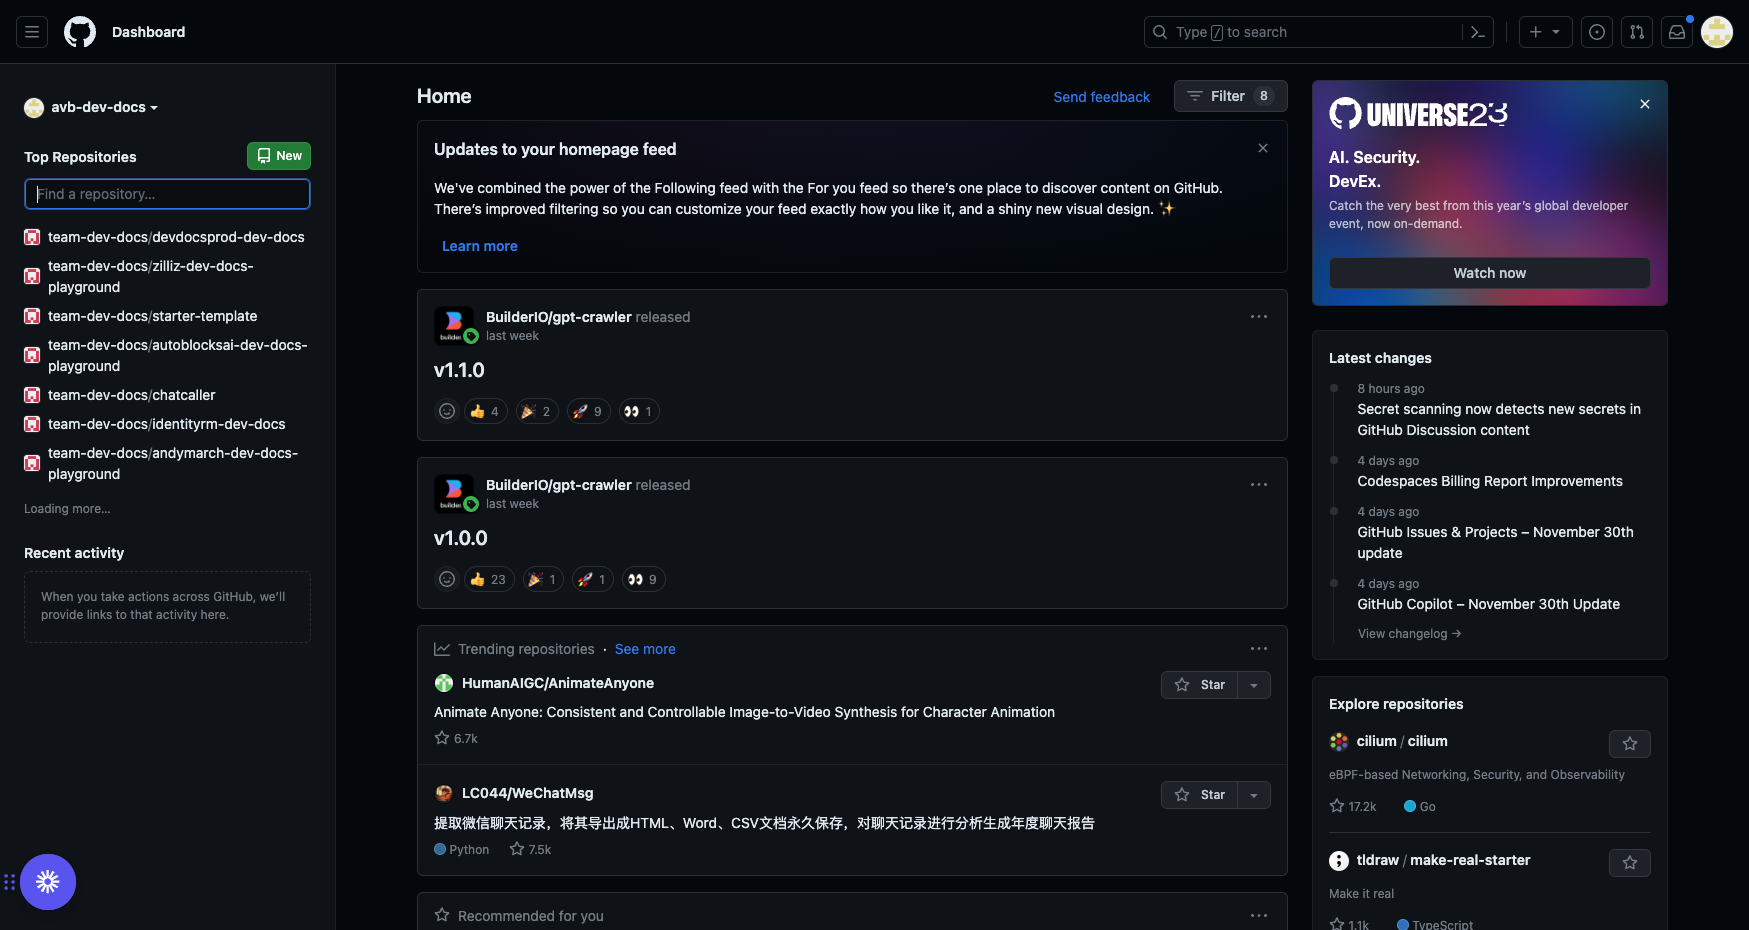 Dashboard
Type / to search
avb-dev-docs
Top Repositories
New
Find a repository...
team-dev-docs/devdocsprod-dev-docs
team-dev-docs/zilliz-dev-docs-
playground
team-dev-docs/starter-template
team-dev-docs/autoblocksai-dev-docs-
playground
team-dev-docs/chatcaller
team-dev-docs/identityrm-dev-docs
team-dev-docs/andymarch-dev-docs-
playground
Loading more...
Recent activity
When you take actions across GitHub, we’ll
provide links to that activity here.
Home
Send feedback
Filter 8
Updates to your homepage feed
We've combined the power of the Following feed with the For you feed so there’s one place to discover content on GitHub.
There’s improved filtering so you can customize your feed exactly how you like it, and a shiny new visual design. ✨
Learn more
builder
BuilderIO/gpt-crawler released
last week
v1.1.0
👍 4 🎉 2 🚀 9 👀 1
builder
BuilderIO/gpt-crawler released
last week
v1.0.0
👍 23 🎉 1 🚀 1 👀 9
Trending repositories · See more
HumanAIGC/AnimateAnyone
Star
Animate Anyone: Consistent and Controllable Image-to-Video Synthesis for Character Animation
6.7k
LC044/WeChatMsg
Star
提取微信聊天记录，将其导出成HTML、Word、CSV文档永久保存，对聊天记录进行分析生成年度聊天报告
Python 7.5k
Recommended for you
UNIVERSE23
AI. Security.
DevEx.
Catch the very best from this year’s global developer
event, now on-demand.
Watch now
Latest changes
8 hours ago
Secret scanning now detects new secrets in
GitHub Discussion content
4 days ago
Codespaces Billing Report Improvements
4 days ago
GitHub Issues & Projects – November 30th
update
4 days ago
GitHub Copilot – November 30th Update
View changelog →
Explore repositories
cilium / cilium
eBPF-based Networking, Security, and Observability
17.2k Go
tldraw / make-real-starter
Make it real
1.1k TypeScript